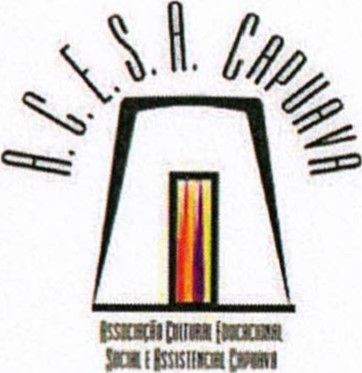 A.C.E.S.A. CAPUAVA
ASSOCIAÇÃO CULTURAL EDUCACIONAL
SOCIAL E ASSISTENCIAL CAPUAVA